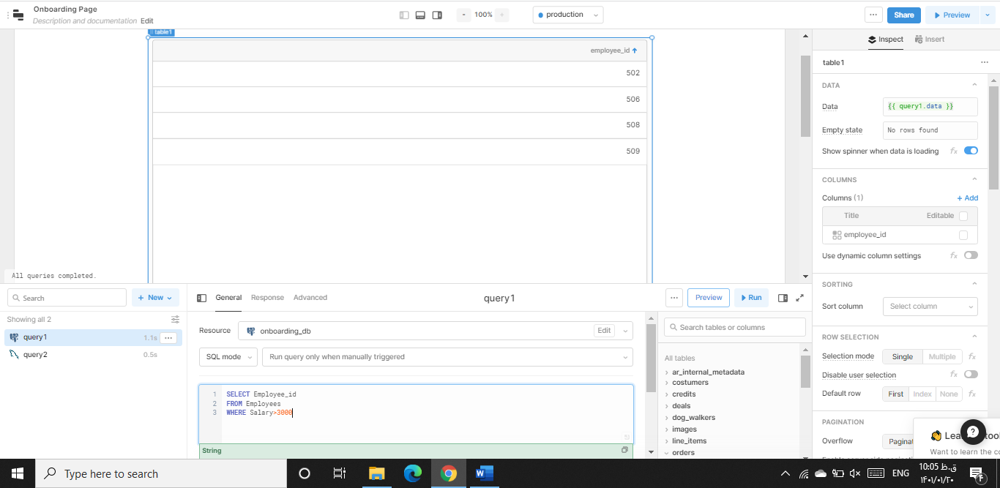 Onboarding Page
Description and documentation Edit
- 100% +
production
Share
Preview
table1
employee_id
502
506
508
509
All queries completed.
Inspect
Insert
table1
DATA
Data
{{ query1.data }}
Empty state
No rows found
Show spinner when data is loading fx
COLUMNS
Columns (1)
+ Add
Title Editable
employee_id
Use dynamic column settings fx
SORTING
Sort column
Select column
ROW SELECTION
Selection mode
Single Multiple fx
Disable user selection fx
Default row
First Index None fx
PAGINATION
Overflow
Paginat
Search
+ New
Showing all 2
query1 1.1s
query2 0.5s
General Response Advanced
query1
Preview
Run
Resource
onboarding_db
Edit
SQL mode
Run query only when manually triggered
1 SELECT Employee_id
2 FROM Employees
3 WHERE Salary>3000
String
Search tables or columns
All tables
ar_internal_metadata
costumers
credits
deals
dog_walkers
images
line_items
orders
Want to learn the
Type here to search
ENG
10:05 ق.ظ
۱۴۰۱/۰۱/۲۰